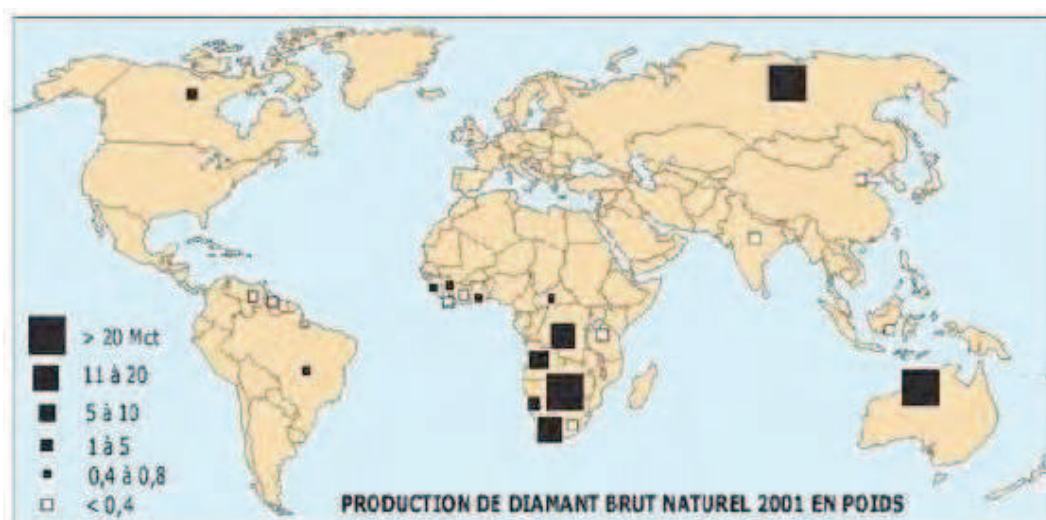 > 20 Mct
11 à 20
5 à 10
1 à 5
0,4 à 0,8
< 0,4
PRODUCTION DE DIAMANT BRUT NATUREL 2001 EN POIDS